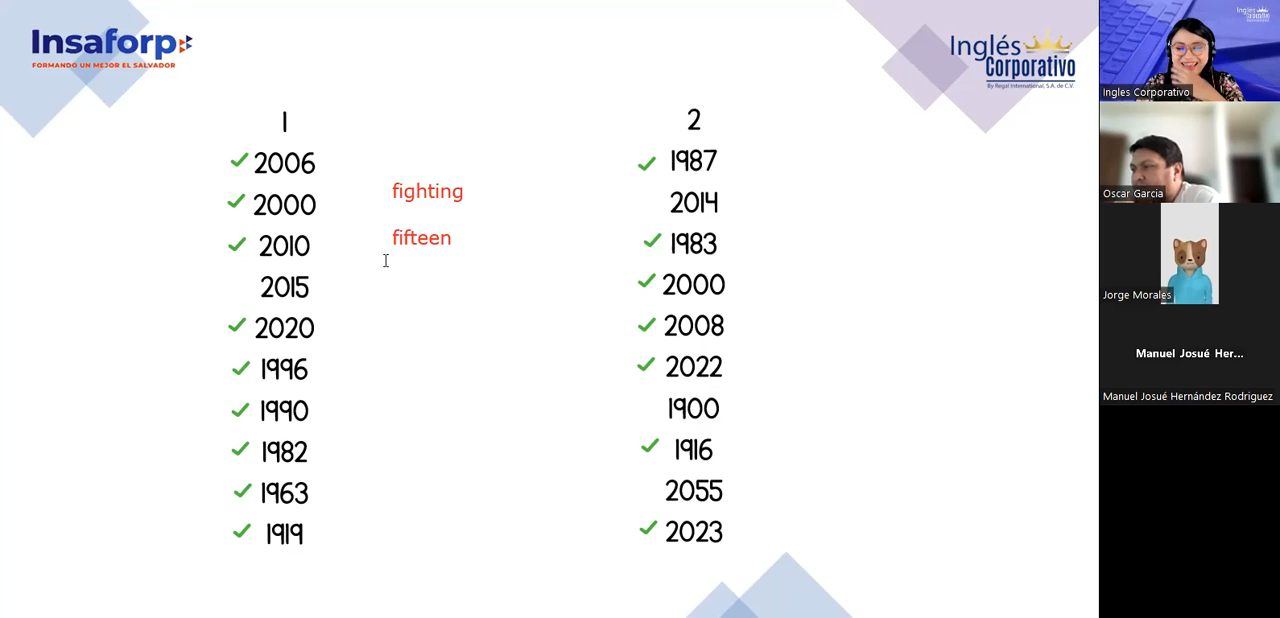 Insaforp
FORMANDO UN MEJOR EL SALVADOR
Inglés
Corporativo
By Regal International, S.A. de C.V.
1
2006
2000
2010
2015
2020
1996
1990
1982
1963
1919
fighting
fifteen
2
1987
2014
1983
2000
2008
2022
1900
1916
2055
2023
Ingles Corporativo
Oscar Garcia
Jorge Morales
Manuel Josué Her...
Manuel Josué Hernández Rodriguez